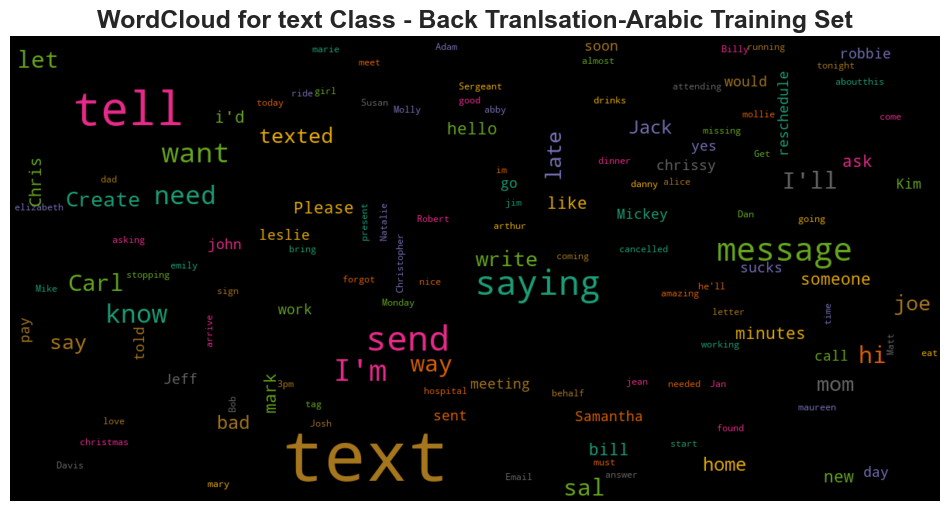 WordCloud for text Class - Back Tranlsation-Arabic Training Set
let
marie
meet
Adam
soon
almost
Billy
running
robbie
tonight
aboutthis
tell
today
ride
girl
Susan
Molly
Sergeant
good
abby
drinks
attending
would
reschedule
mollie
come
i'd
texted
hello
Jack
missing
yes
Get
ask
want
late
dinner
chrissy
I'll
Kim
Chris
dad
elizabeth
Create
need
im
go
danny
alice
Please
present
Natalie
Robert
jim
like
Mickey
Dan
going
arthur
asking
john
leslie
bring
Christopher
write
coming
cancelled
message
sucks
someone
emily
stopping
Mike
Carl
sign
forgot
nice
saying
he'll
amazing
Monday
letter
time
joe
know
work
pay
say
told
arrive
send
minutes
working
call
hi
Matt
eat
I'm
way
Jeff
mark
3pm
hospital
meeting
behalf
jean
needed
Jan
mom
Bob
tag
maureen
love
bad
Josh
sent
Samantha
found
christmas
text
bill
start
must
answer
Davis
Email
home
mary
sal
new
day